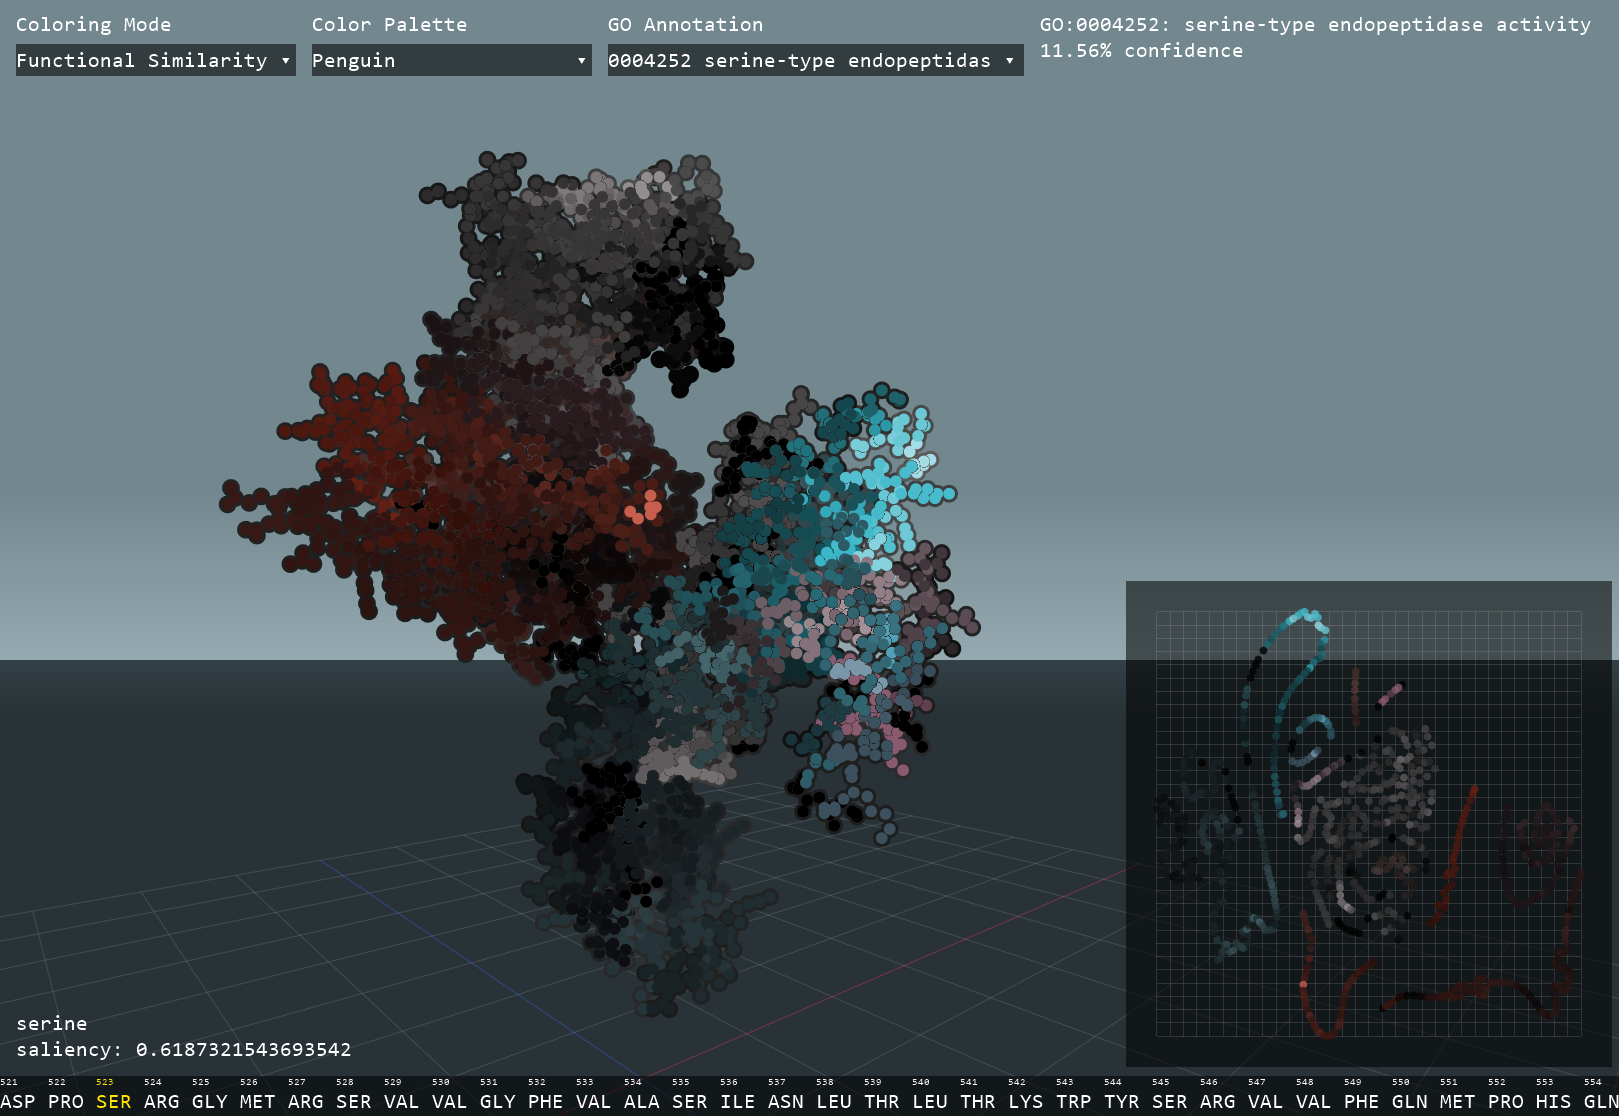 Coloring Mode
Color Palette
GO Annotation
GO:0004252: serine-type endopeptidase activity
11.56% confidence
Functional Similarity
Penguin
0004252 serine-type endopeptidas
serine
saliency: 0.6187321543693542
521 522 523 524 525 526 527 528 529 530 531 532 533 534 535 536 537 538 539 540 541 542 543 544 545 546 547 548 549 550 551 552 553 554
ASP PRO SER ARG GLY MET ARG SER VAL VAL GLY PHE VAL ALA SER ILE ASN LEU THR LEU THR LYS TRP TYR SER ARG VAL VAL PHE GLN MET PRO HIS GLN